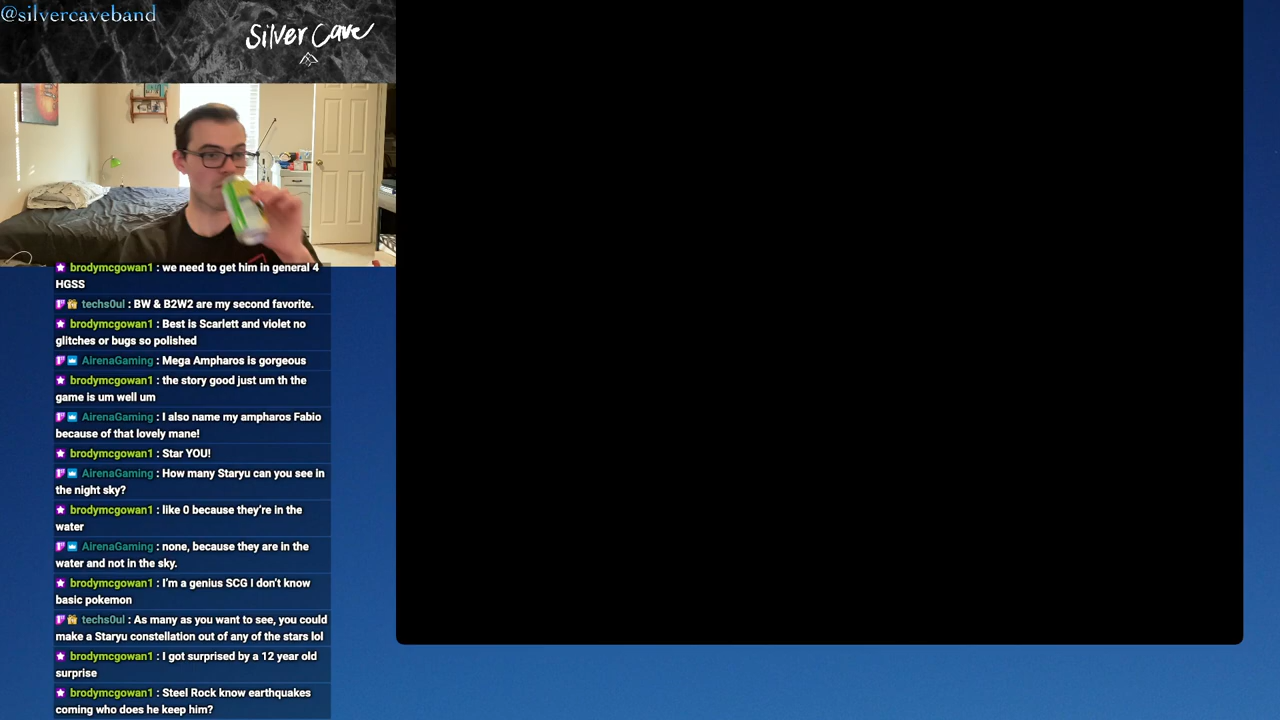 @silvercaveband
Silver Cave
brodymcgowan1 : we need to get him in general 4
HGSS
techs0ul : BW & B2W2 are my second favorite.
brodymcgowan1 : Best is Scarlett and violet no
glitches or bugs so polished
AirenaGaming : Mega Ampharos is gorgeous
brodymcgowan1 : the story good just um th the
game is um well um
AirenaGaming : I also name my ampharos Fabio
because of that lovely mane!
brodymcgowan1 : Star YOU!
AirenaGaming : How many Staryu can you see in
the night sky?
brodymcgowan1 : like 0 because they're in the
water
AirenaGaming : none, because they are in the
water and not in the sky.
brodymcgowan1 : I'm a genius SCG I don't know
basic pokemon
techs0ul : As many as you want to see, you could
make a Staryu constellation out of any of the stars lol
brodymcgowan1 : I got surprised by a 12 year old
surprise
brodymcgowan1 : Steel Rock know earthquakes
coming who does he keep him?